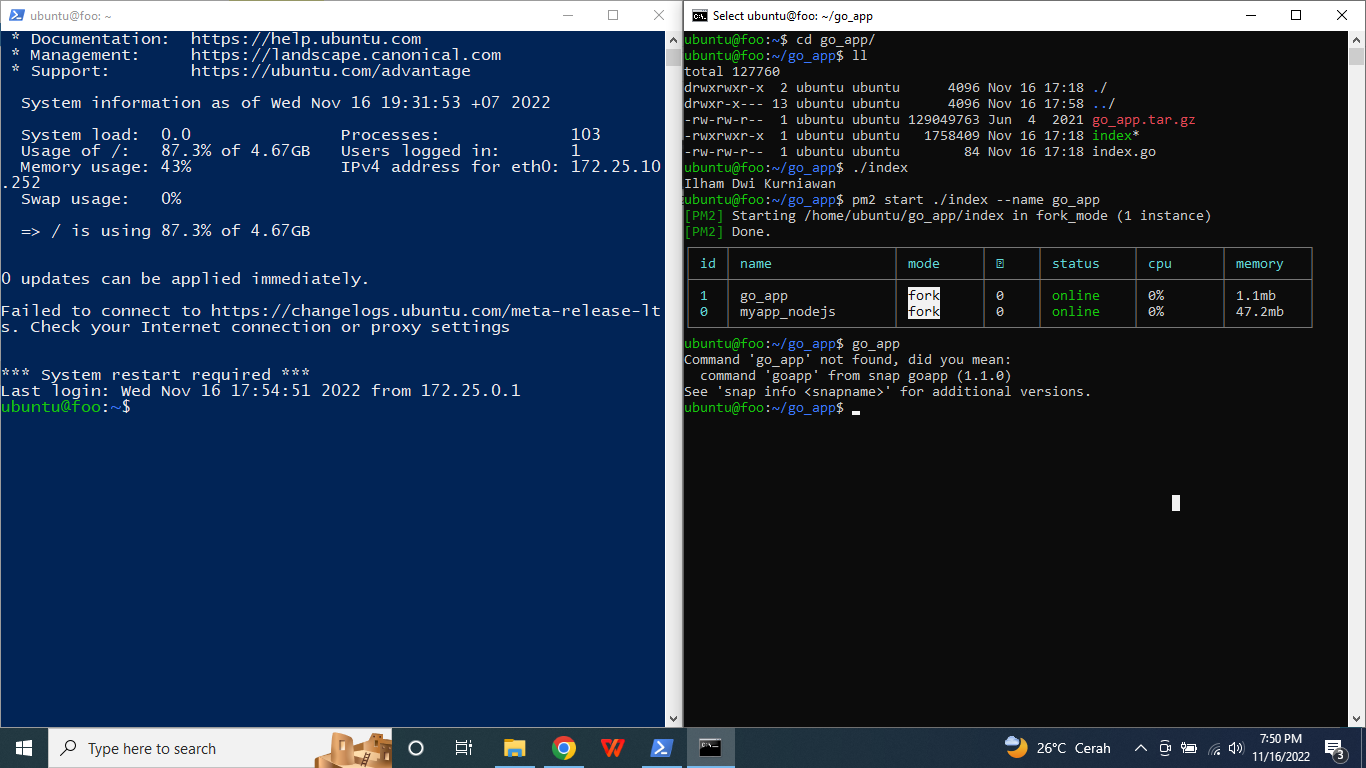 ubuntu@foo: ~
* Documentation:  https://help.ubuntu.com
* Management:     https://landscape.canonical.com
* Support:        https://ubuntu.com/advantage
System information as of Wed Nov 16 19:31:53 +07 2022
System load:  0.0               Processes:             103
Usage of /:   87.3% of 4.67GB   Users logged in:       1
Memory usage: 43%               IPv4 address for eth0: 172.25.10
.252
Swap usage:   0%
=> / is using 87.3% of 4.67GB
0 updates can be applied immediately.
Failed to connect to https://changelogs.ubuntu.com/meta-release-lt
s. Check your Internet connection or proxy settings
*** System restart required ***
Last login: Wed Nov 16 17:54:51 2022 from 172.25.0.1
ubuntu@foo:~$
Select ubuntu@foo: ~/go_app
ubuntu@foo:~$ cd go_app/
ubuntu@foo:~/go_app$ ll
total 127760
drwxrwxr-x  2 ubuntu ubuntu      4096 Nov 16 17:18 ./
drwxr-x--- 13 ubuntu ubuntu      4096 Nov 16 17:58 ../
-rw-rw-r--  1 ubuntu ubuntu 129049763 Jun  4  2021 go_app.tar.gz
-rwxrwxr-x  1 ubuntu ubuntu   1758409 Nov 16 17:18 index*
-rw-rw-r--  1 ubuntu ubuntu        84 Nov 16 17:18 index.go
ubuntu@foo:~/go_app$ ./index
Ilham Dwi Kurniawan
ubuntu@foo:~/go_app$ pm2 start ./index --name go_app
[PM2] Starting /home/ubuntu/go_app/index in fork_mode (1 instance)
[PM2] Done.
id name mode status cpu memory
1 go_app fork 0 online 0% 1.1mb
0 myapp_nodejs fork 0 online 0% 47.2mb
ubuntu@foo:~/go_app$ go_app
Command 'go_app' not found, did you mean:
command 'goapp' from snap goapp (1.1.0)
See 'snap info <snapname>' for additional versions.
ubuntu@foo:~/go_app$
Type here to search
26°C  Cerah
7:50 PM
11/16/2022
3